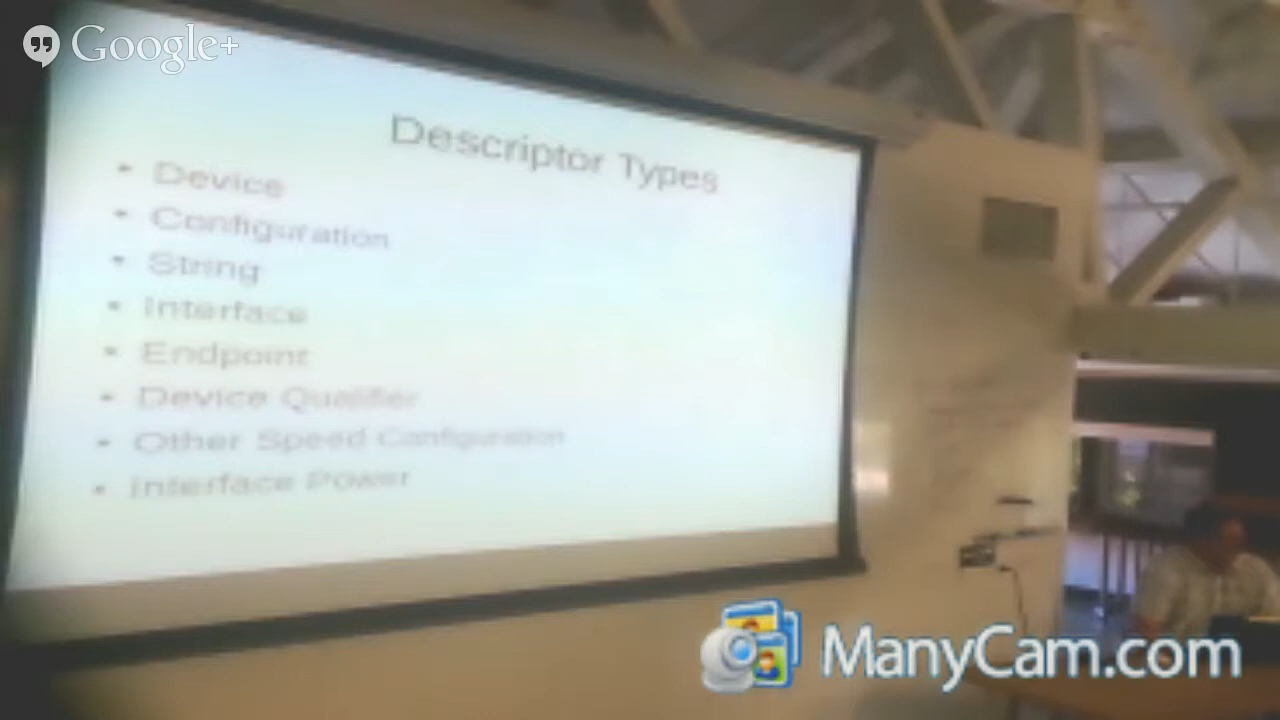 Google+
Descriptor Types
• Device
• Configuration
• String
• Interface
• Endpoint
• Device Qualifier
• Other Speed Configuration
• Interface Power
ManyCam.com